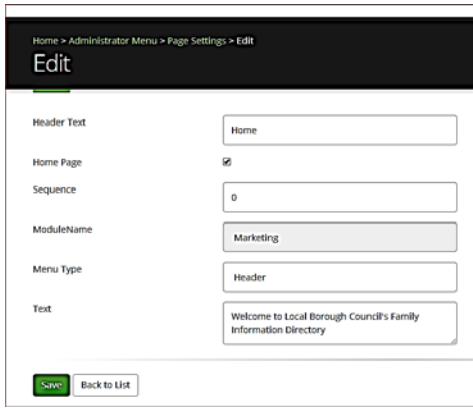 Home > Administrator Menu > Page Settings > Edit
Edit
Header Text
Home
Home Page
Sequence
0
ModuleName
Marketing
Menu Type
Header
Text
Welcome to Local Borough Council's Family
Information Directory
Save Back to List